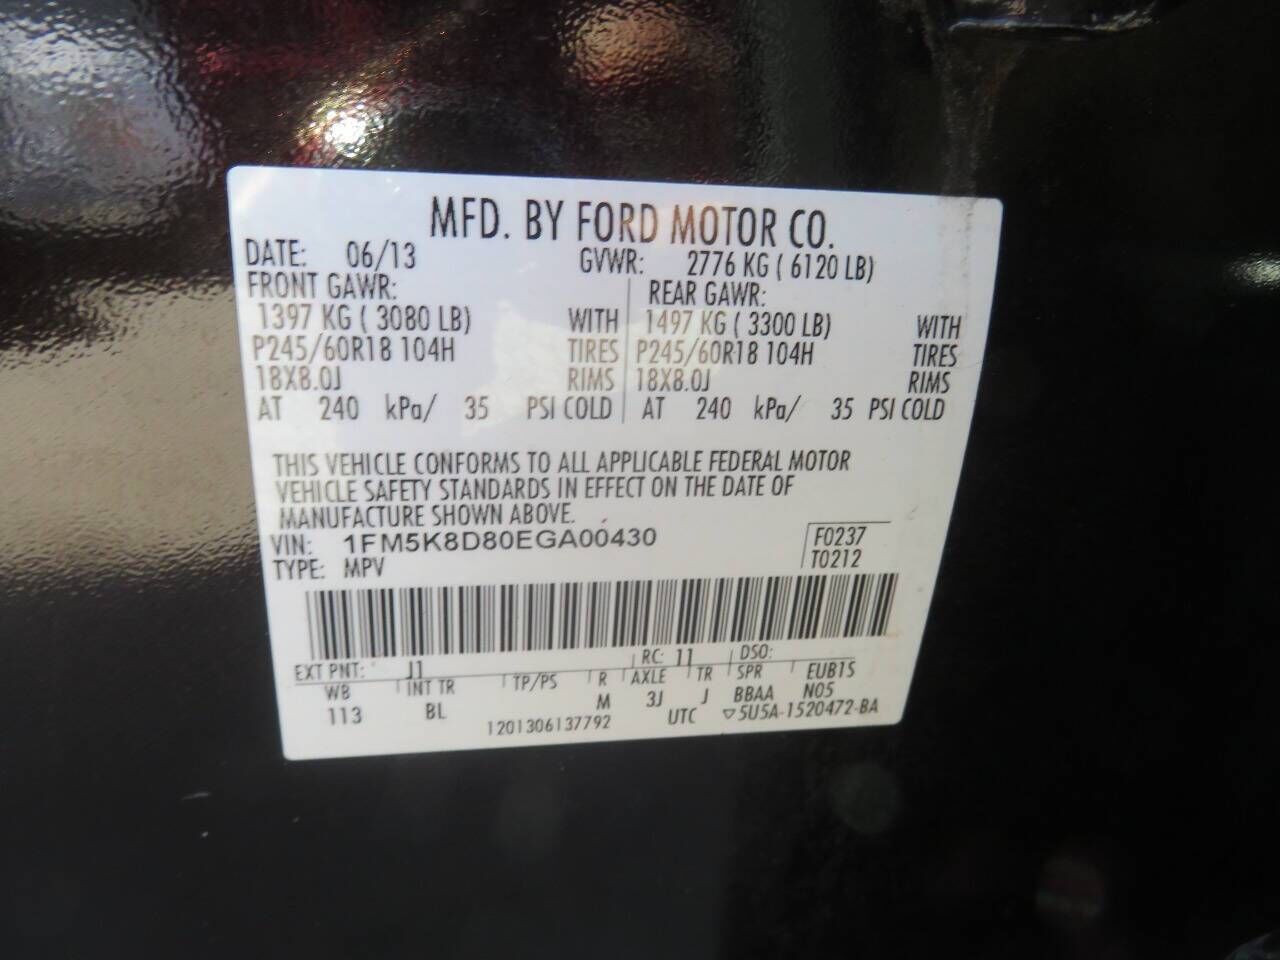 MFD. BY FORD MOTOR CO.
DATE: 06/13 GVWR: 2776 KG ( 6120 LB)
FRONT GAWR: REAR GAWR:
1397 KG ( 3080 LB) WITH 1497 KG ( 3300 LB) WITH
P245/60R18 104H TIRES P245/60R18 104H TIRES
18X8.0J RIMS 18X8.0J RIMS
AT 240 kPa/ 35 PSI COLD AT 240 kPa/ 35 PSI COLD
THIS VEHICLE CONFORMS TO ALL APPLICABLE FEDERAL MOTOR
VEHICLE SAFETY STANDARDS IN EFFECT ON THE DATE OF
MANUFACTURE SHOWN ABOVE.
VIN: 1FM5K8D80EGA00430 F0237
TYPE: MPV T0212
EXT PNT: J1 RC: 11 DSO:
WB INT TR TP/PS R AXLE TR SPR EUB1S
113 BL M 3J J BBAA N05
1201306137792 UTC ▽5U5A-1520472-BA